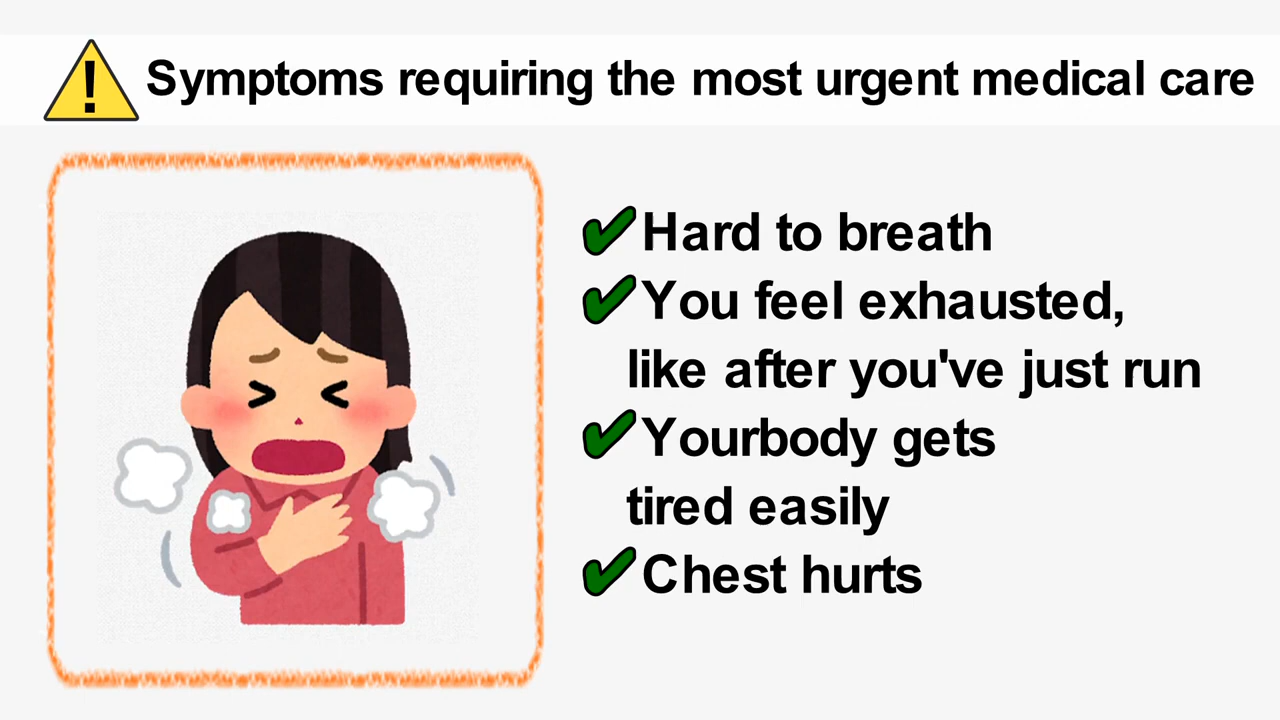 Symptoms requiring the most urgent medical care
Hard to breath
You feel exhausted,
like after you've just run
Yourbody gets
tired easily
Chest hurts